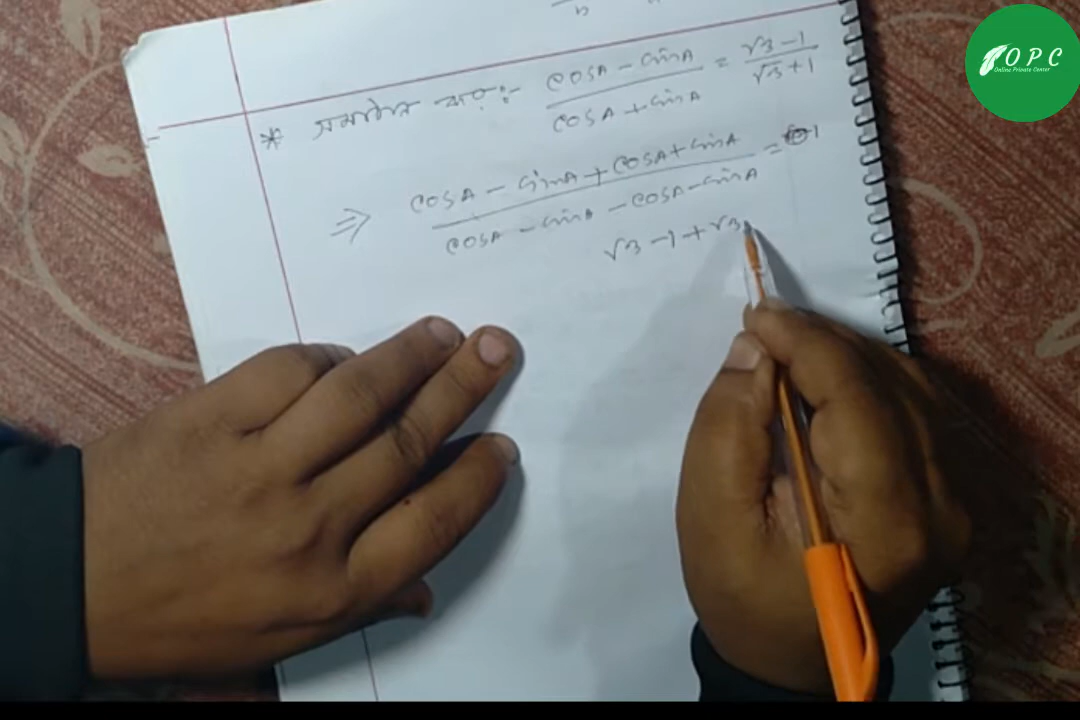 OPC
Online Private Center
* সমাধান কর :- (cosA - sinA)/(cosA + sinA) = (√3 - 1)/(√3 + 1)
⇒ (cosA - sinA + cosA + sinA)/(cosA - sinA - cosA - sinA) =
√3 - 1 + √3